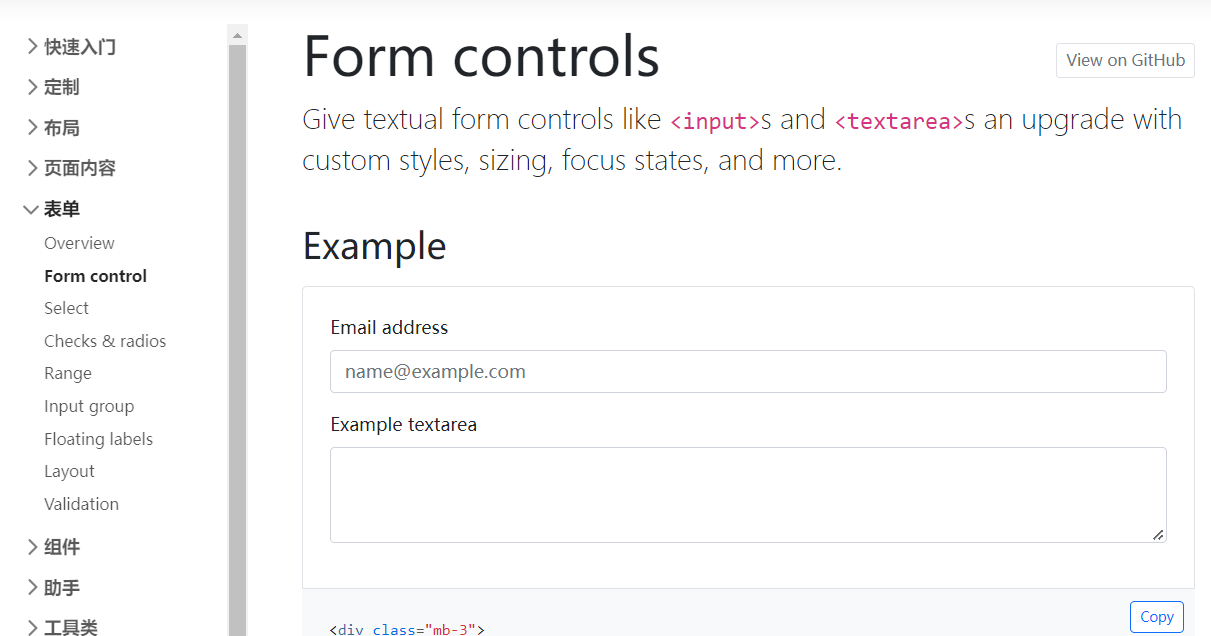 快速入门
定制
布局
页面内容
表单
Overview
Form control
Select
Checks & radios
Range
Input group
Floating labels
Layout
Validation
组件
助手
工具类
Form controls
View on GitHub
Give textual form controls like <input>s and <textarea>s an upgrade with
custom styles, sizing, focus states, and more.
Example
Email address
name@example.com
Example textarea
Copy
<div class="mb-3">